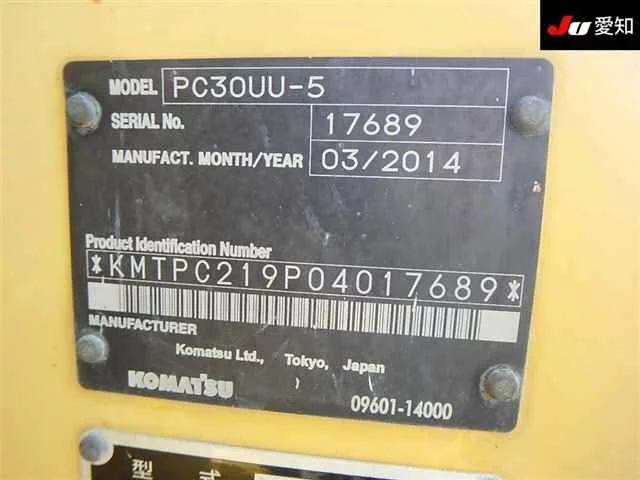 JU 愛知
MODEL PC30UU-5
SERIAL No. 17689
MANUFACT. MONTH/YEAR 03/2014
Product Identification Number
*KMTPC219P04017689*
MANUFACTURER
Komatsu Ltd., Tokyo, Japan
KOMATSU
09601-14000
型 式